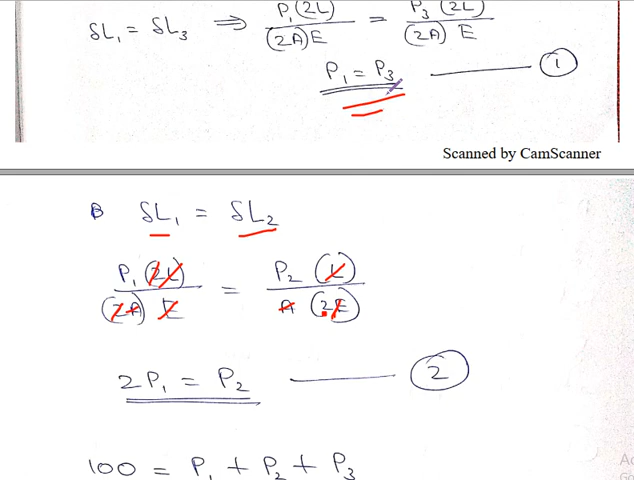 δL₁ = δL₃ ⇒ P₁(2L)/(2A)E = P₃(2L)/(2A)E
P₁ = P₃ —— ①
Scanned by CamScanner
B δL₁ = δL₂
P₁(2L)/(2A)E = P₂(L)/A(2E)
2P₁ = P₂ —— ②
100 = P₁ + P₂ + P₃